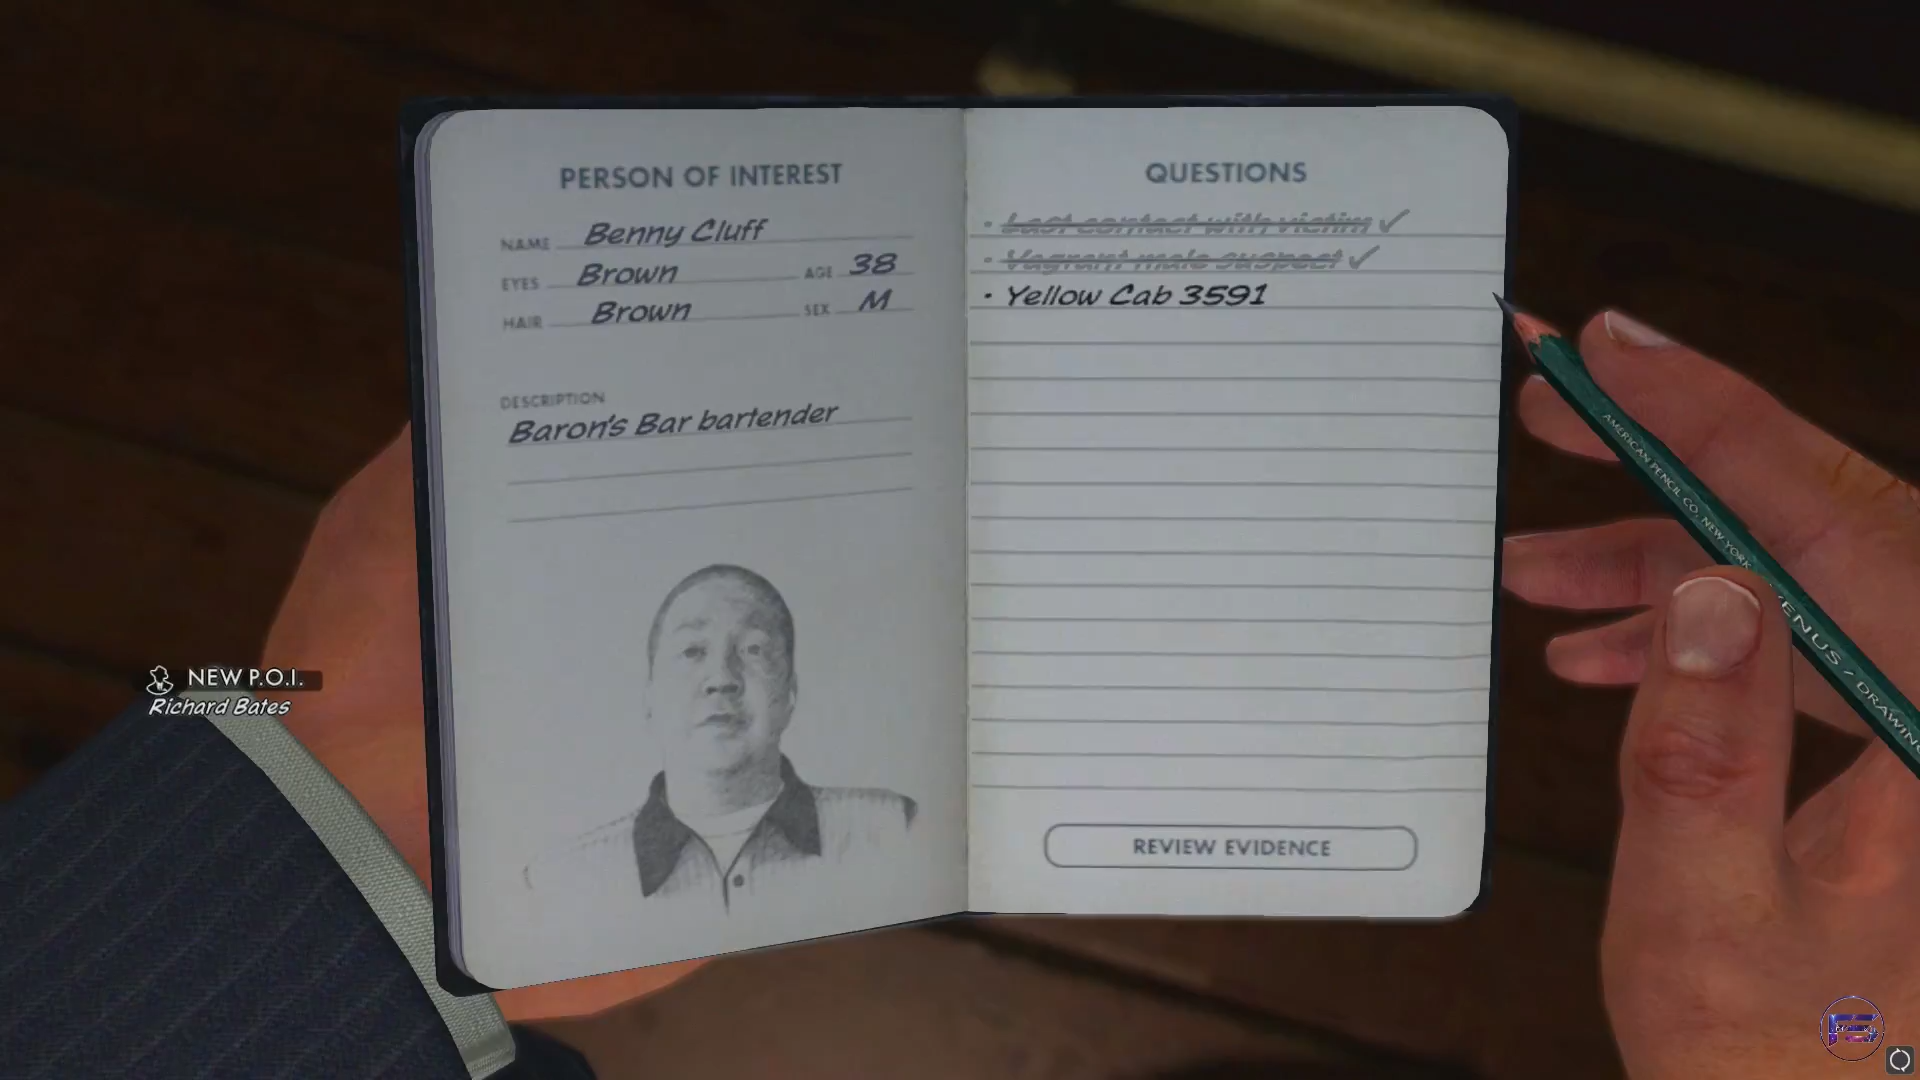 PERSON OF INTEREST
NAME Benny Cluff
EYES Brown AGE 38
HAIR Brown SEX M
DESCRIPTION
Baron's Bar bartender
QUESTIONS
· Last contact with victim ✓
· Vagrant male suspect ✓
· Yellow Cab 3591
REVIEW EVIDENCE
NEW P.O.I.
Richard Bates
AMERICAN PENCIL CO. NEW YORK
VENUS / DRAWING